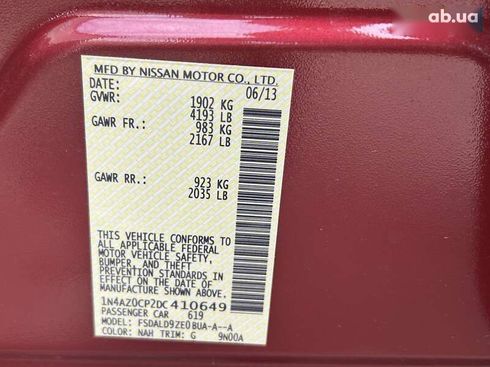 ab.ua
MFD BY NISSAN MOTOR CO., LTD.
DATE: 06/13
GVWR: 1902 KG
4193 LB
GAWR FR.: 983 KG
2167 LB
GAWR RR.: 923 KG
2035 LB
THIS VEHICLE CONFORMS TO
ALL APPLICABLE FEDERAL
MOTOR VEHICLE SAFETY,
BUMPER, AND THEFT
PREVENTION STANDARDS IN
EFFECT ON THE DATE OF
MANUFACTURE SHOWN ABOVE.
1N4AZ0CPZDC410649
PASSENGER CAR 619
MODEL: FSDALD9ZE0BUA-A--A
COLOR: NAH TRIM: G 9N00A